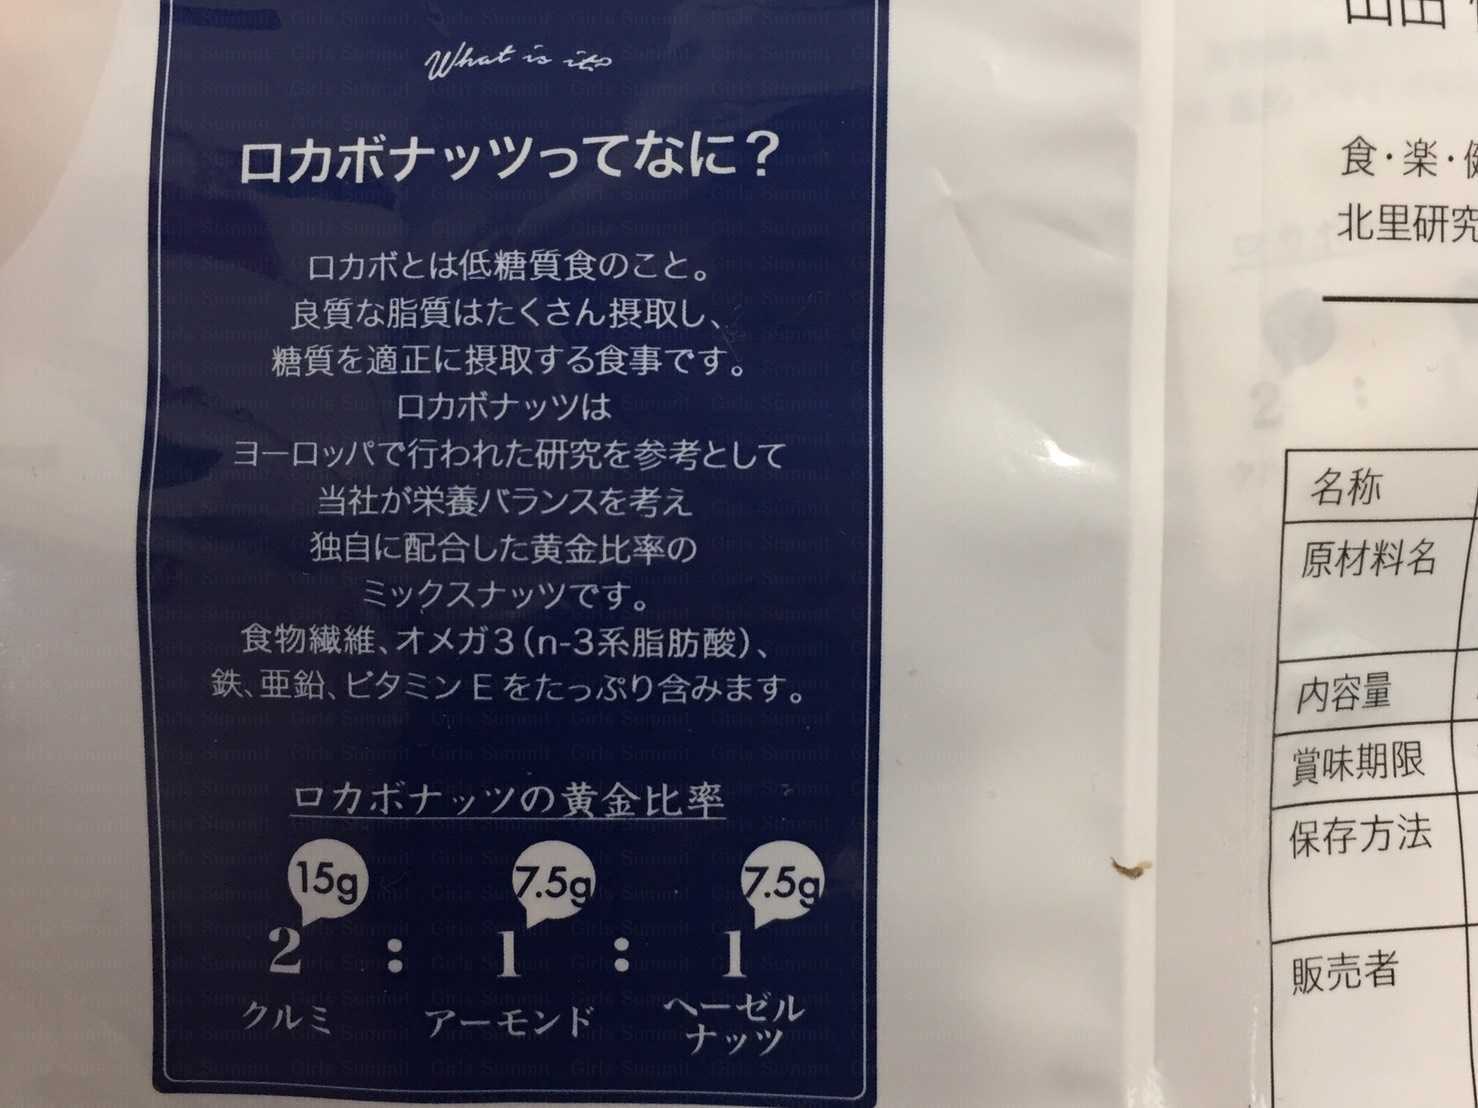 What is it?
ロカボナッツってなに？
ロカボとは低糖質食のこと。
良質な脂質はたくさん摂取し、
糖質を適正に摂取する食事です。
ロカボナッツは
ヨーロッパで行われた研究を参考として
当社が栄養バランスを考え
独自に配合した黄金比率の
ミックスナッツです。
食物繊維、オメガ3（n-3系脂肪酸）、
鉄、亜鉛、ビタミンEをたっぷり含みます。
ロカボナッツの黄金比率
15g 7.5g 7.5g
2 : 1 : 1
クルミ アーモンド ヘーゼル
ナッツ
食・楽・
北里研究
名称
原材料名
内容量
賞味期限
保存方法
販売者